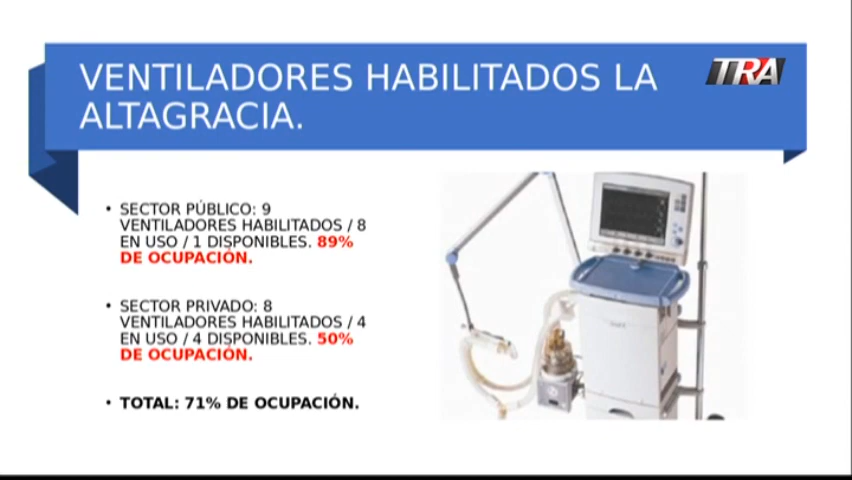 VENTILADORES HABILITADOS LA
ALTAGRACIA.
TRA
• SECTOR PÚBLICO: 9
VENTILADORES HABILITADOS / 8
EN USO / 1 DISPONIBLES. 89%
DE OCUPACIÓN.
• SECTOR PRIVADO: 8
VENTILADORES HABILITADOS / 4
EN USO / 4 DISPONIBLES. 50%
DE OCUPACIÓN.
• TOTAL: 71% DE OCUPACIÓN.